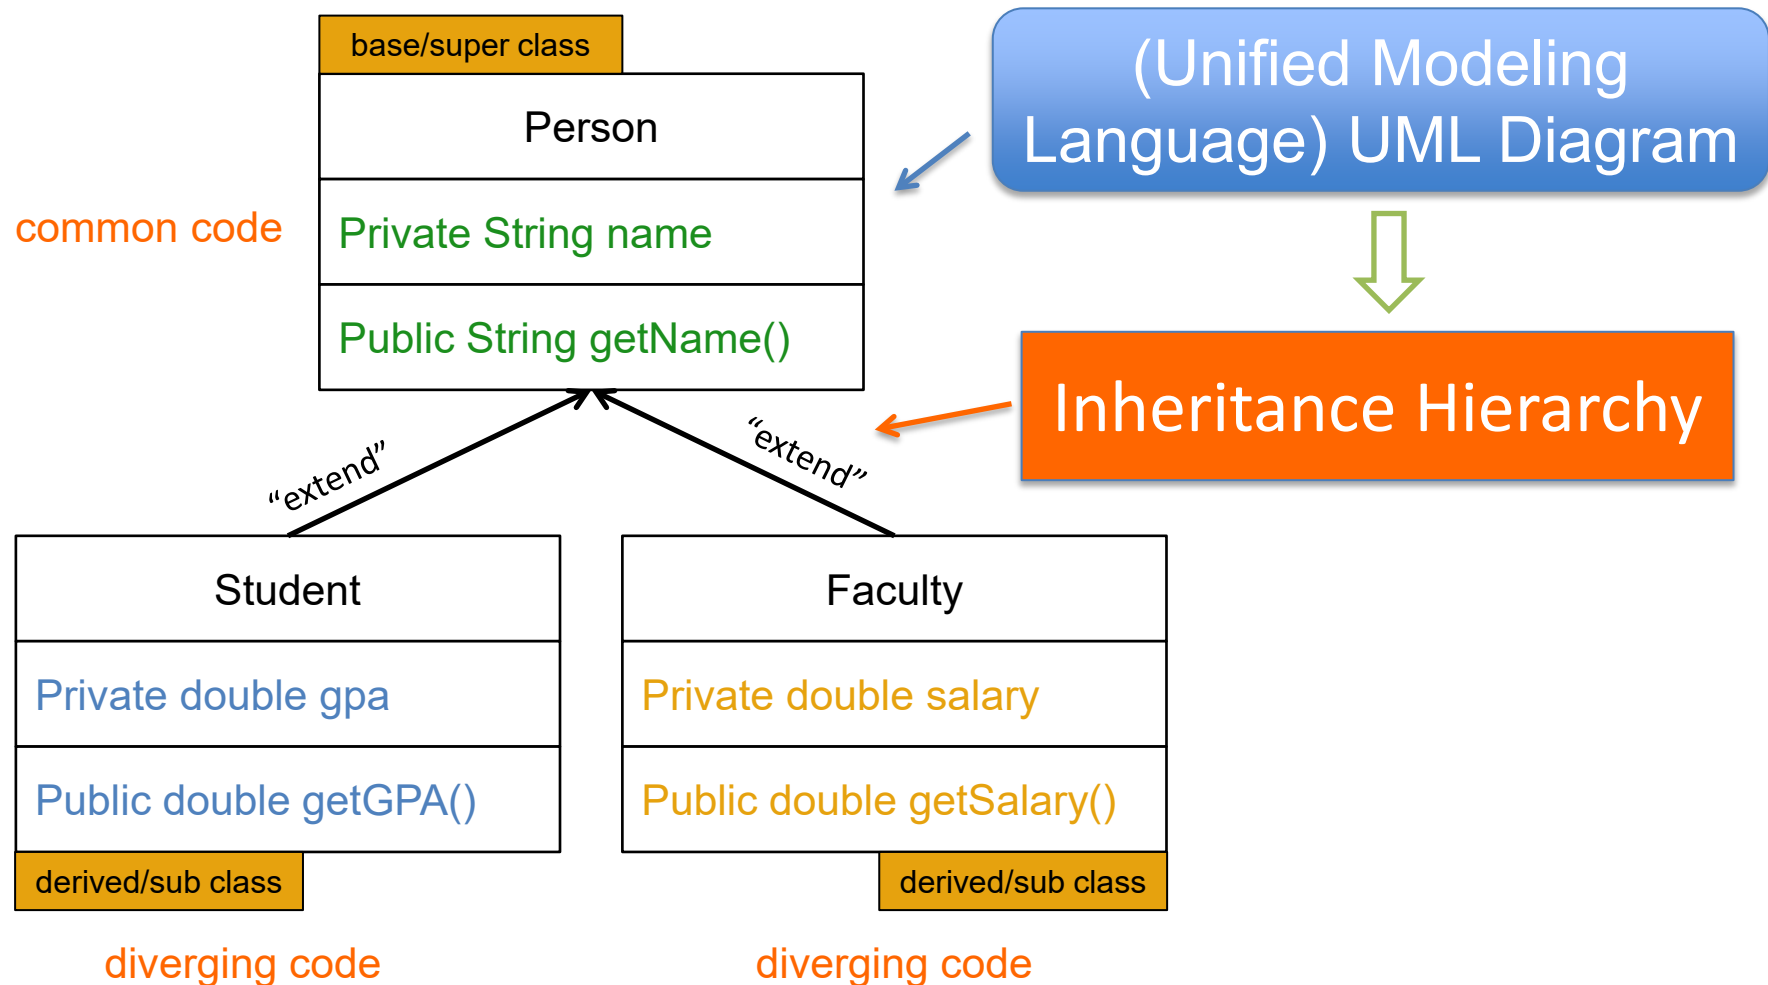 base/super class
(Unified Modeling
Language) UML Diagram
Person
common code
Private String name
Public String getName()
Inheritance Hierarchy
“extend”
“extend”
Student
Faculty
Private double gpa
Private double salary
Public double getGPA()
Public double getSalary()
derived/sub class
derived/sub class
diverging code
diverging code